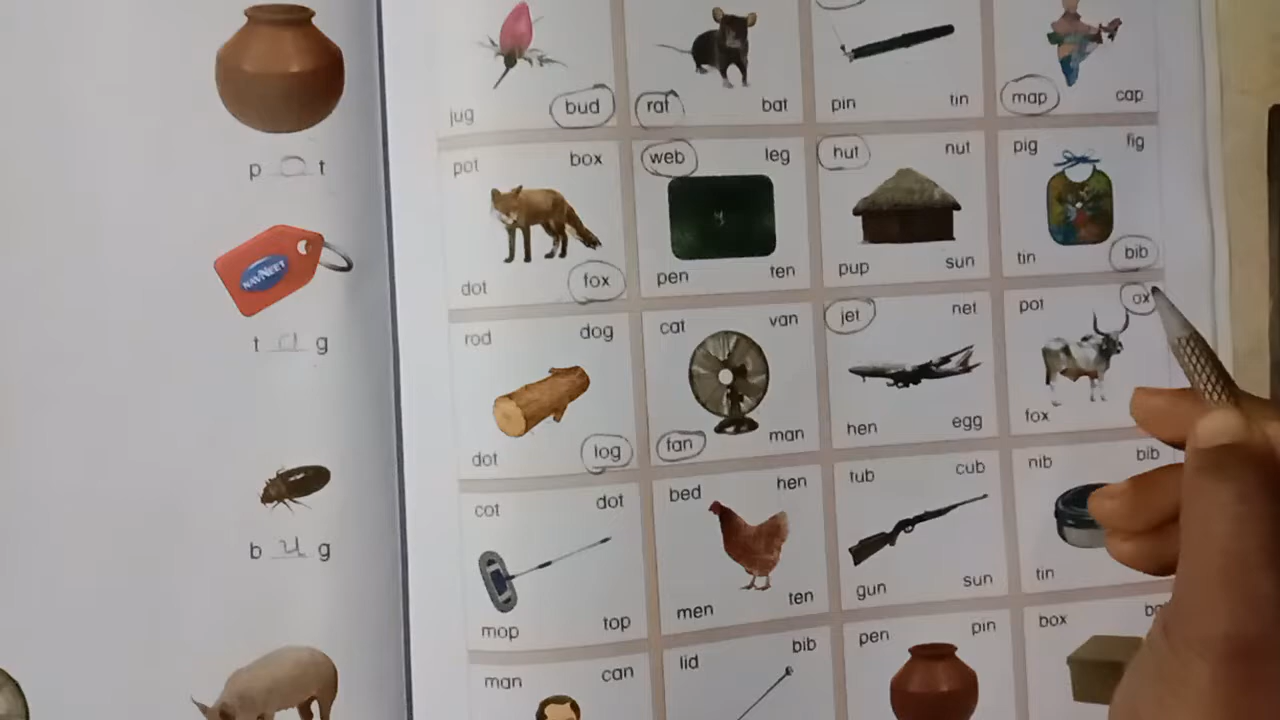 p a t
NAVNEET
t a g
b u g
jug bud
rat bat
pin tin
map cap
pot box
dot fox
web leg
pen ten
hut nut
pup sun
pig fig
tin bib
rod dog
dot log
cat van
fan man
jet net
hen egg
pot ox
fox
cot dot
mop top
bed hen
men ten
tub cub
gun sun
nib bib
tin
man can
lid bib
pen pin
box